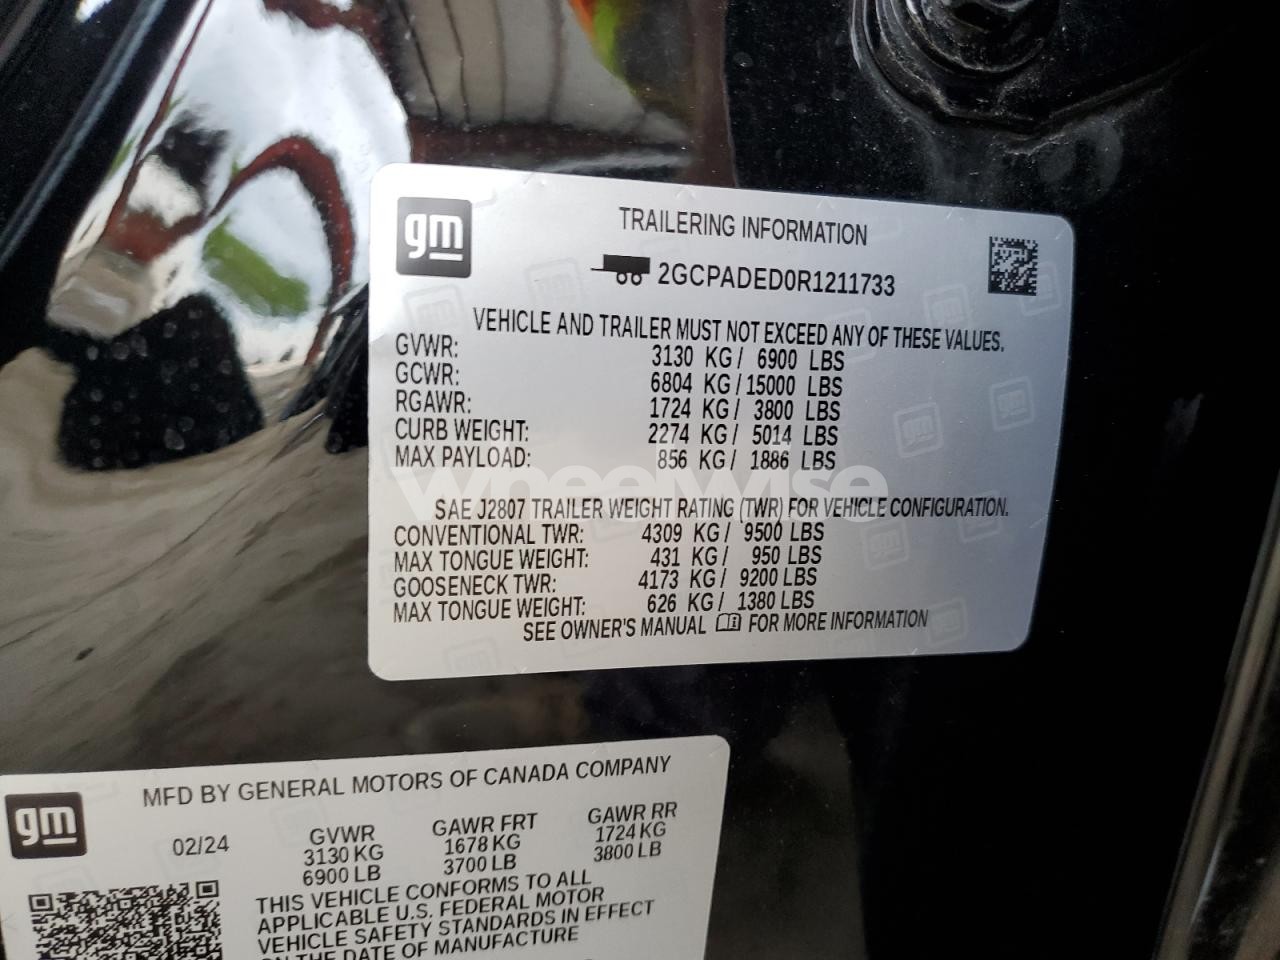 gm
TRAILERING INFORMATION
2GCPADED0R1211733
VEHICLE AND TRAILER MUST NOT EXCEED ANY OF THESE VALUES.
GVWR: 3130 KG/ 6900 LBS
GCWR: 6804 KG/15000 LBS
RGAWR: 1724 KG/ 3800 LBS
CURB WEIGHT: 2274 KG/ 5014 LBS
MAX PAYLOAD: 856 KG/ 1886 LBS
wheelwise
SAE J2807 TRAILER WEIGHT RATING (TWR) FOR VEHICLE CONFIGURATION.
CONVENTIONAL TWR: 4309 KG/ 9500 LBS
MAX TONGUE WEIGHT: 431 KG/ 950 LBS
GOOSENECK TWR: 4173 KG/ 9200 LBS
MAX TONGUE WEIGHT: 626 KG/ 1380 LBS
SEE OWNER'S MANUAL FOR MORE INFORMATION
gm
MFD BY GENERAL MOTORS OF CANADA COMPANY
02/24 GVWR GAWR FRT GAWR RR
3130 KG 1678 KG 1724 KG
6900 LB 3700 LB 3800 LB
THIS VEHICLE CONFORMS TO ALL
APPLICABLE U.S. FEDERAL MOTOR
VEHICLE SAFETY STANDARDS IN EFFECT
ON THE DATE OF MANUFACTURE